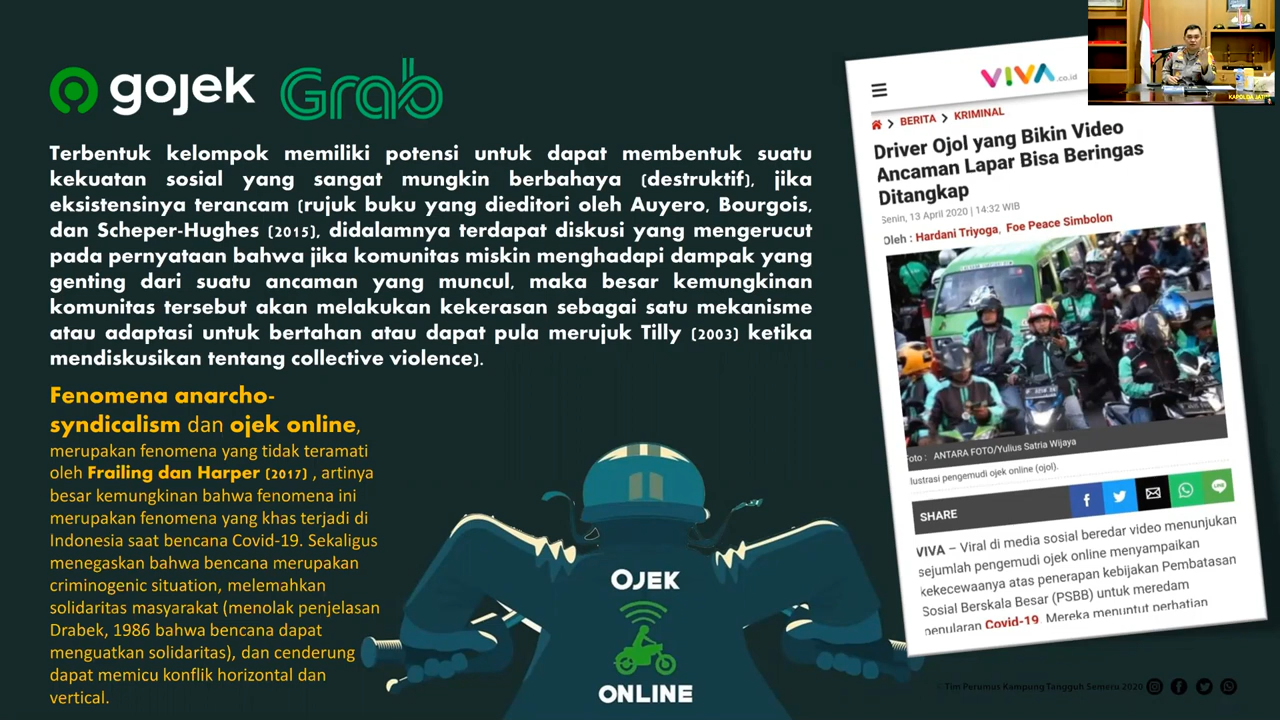 gojek Grab
Terbentuk kelompok memiliki potensi untuk dapat membentuk suatu
kekuatan sosial yang sangat mungkin berbahaya (destruktif), jika
eksistensinya terancam (rujuk buku yang dieditori oleh Auyero, Bourgois,
dan Scheper-Hughes (2015), didalamnya terdapat diskusi yang mengerucut
pada pernyataan bahwa jika komunitas miskin menghadapi dampak yang
genting dari suatu ancaman yang muncul, maka besar kemungkinan
komunitas tersebut akan melakukan kekerasan sebagai satu mekanisme
atau adaptasi untuk bertahan atau dapat pula merujuk Tilly (2003) ketika
mendiskusikan tentang collective violence).
Fenomena anarcho-
syndicalism dan ojek online,
merupakan fenomena yang tidak teramati
oleh Frailing dan Harper (2017) , artinya
besar kemungkinan bahwa fenomena ini
merupakan fenomena yang khas terjadi di
Indonesia saat bencana Covid-19. Sekaligus
menegaskan bahwa bencana merupakan
criminogenic situation, melemahkan
solidaritas masyarakat (menolak penjelasan
Drabek, 1986 bahwa bencana dapat
menguatkan solidaritas), dan cenderung
dapat memicu konflik horizontal dan
vertical.
OJEK
ONLINE
VIVA.co.id
BERITA > KRIMINAL
Driver Ojol yang Bikin Video
Ancaman Lapar Bisa Beringas
Ditangkap
Senin, 13 April 2020 | 14:32 WIB
Oleh : Hardani Triyoga, Foe Peace Simbolon
Foto : ANTARA FOTO/Yulius Satria Wijaya
lustrasi pengemudi ojek online (ojol).
SHARE
LINE
VIVA – Viral di media sosial beredar video menunjukan
sejumlah pengemudi ojek online menyampaikan
kekecewaanya atas penerapan kebijakan Pembatasan
Sosial Berskala Besar (PSBB) untuk meredam
penularan Covid-19. Mereka menuntut perhatian
KAPOLDA JATI
Tim Perumus Kampung Tangguh Semeru 2020